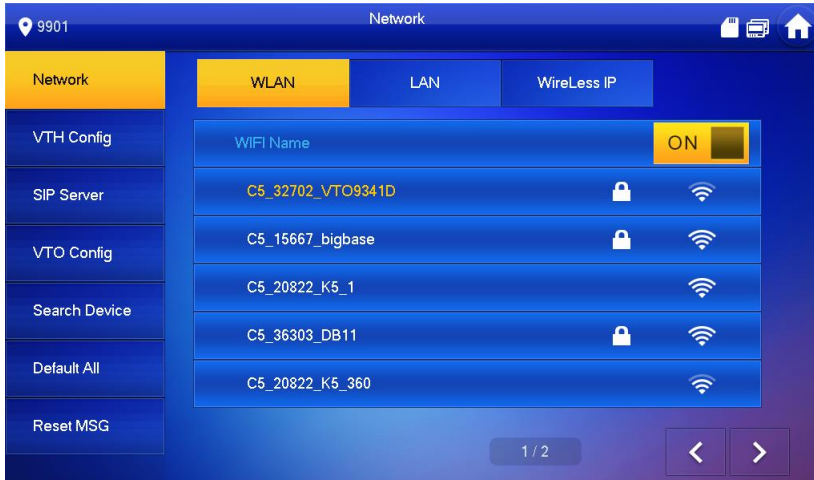 9901
Network
Network
WLAN
LAN
WireLess IP
VTH Config
WIFI Name
ON
SIP Server
C5_32702_VTO9341D
C5_15667_bigbase
VTO Config
C5_20822_K5_1
Search Device
C5_36303_DB11
Default All
C5_20822_K5_360
Reset MSG
1 / 2